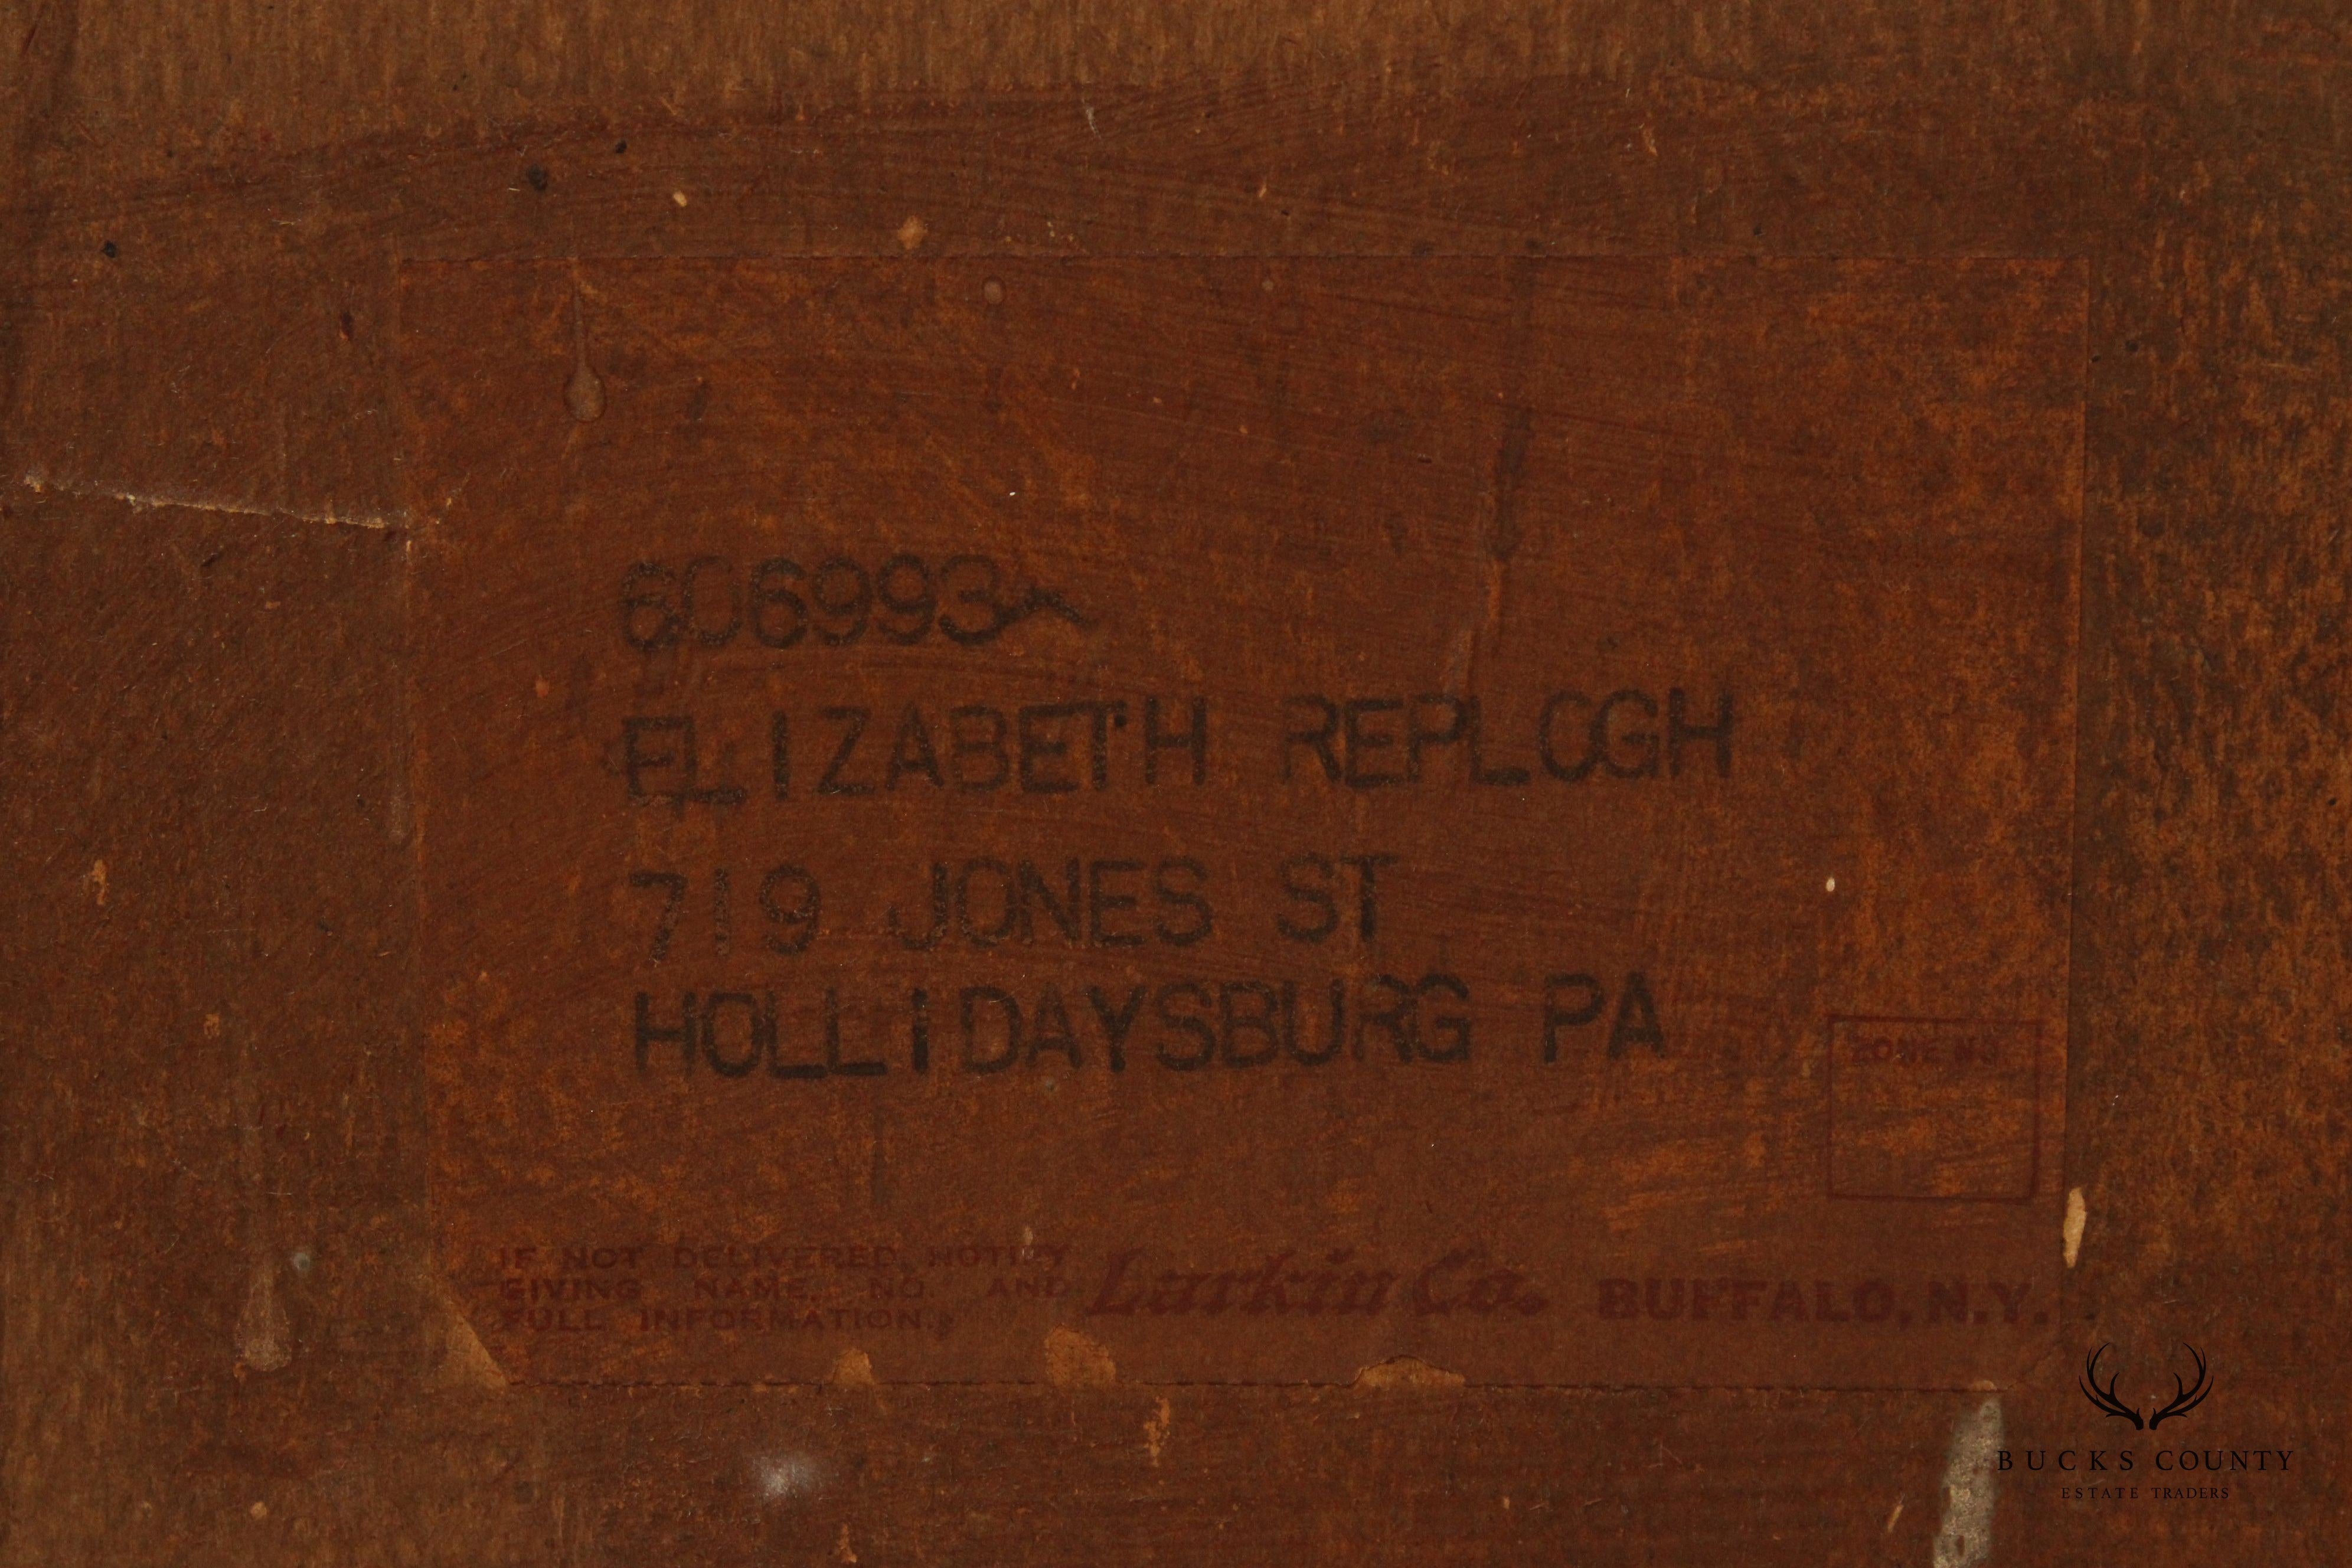 606993
ELIZABETH REPLOGH
719 JONES ST
HOLLIDAYSBURG PA
ZONE NO.
IF NOT DELIVERED, NOTIFY
GIVING NAME, NO. AND
FULL INFORMATION.
Larkin Co. BUFFALO, N.Y.
BUCKS COUNTY
ESTATE TRADERS